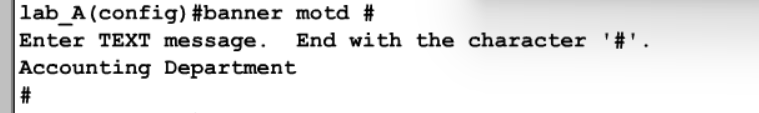 lab_A(config)#banner motd #
Enter TEXT message.  End with the character '#'.
Accounting Department
#